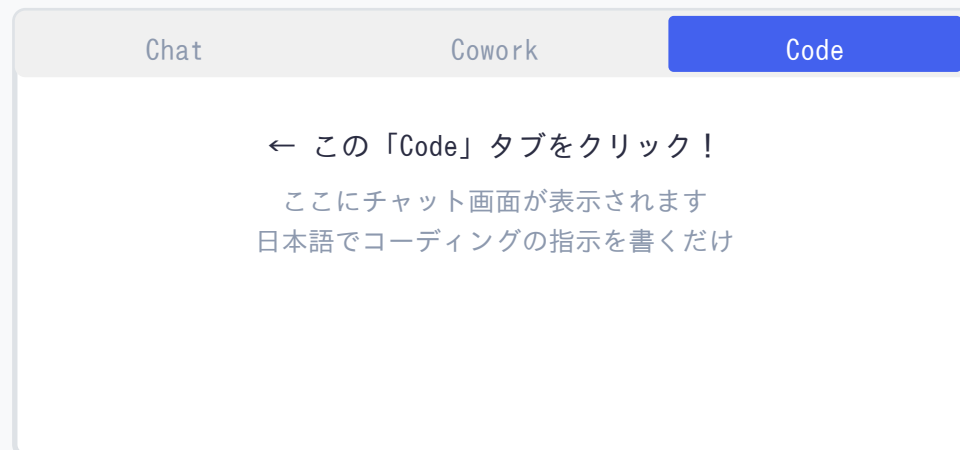 Chat Cowork Code
← この「Code」タブをクリック！
ここにチャット画面が表示されます
日本語でコーディングの指示を書くだけ